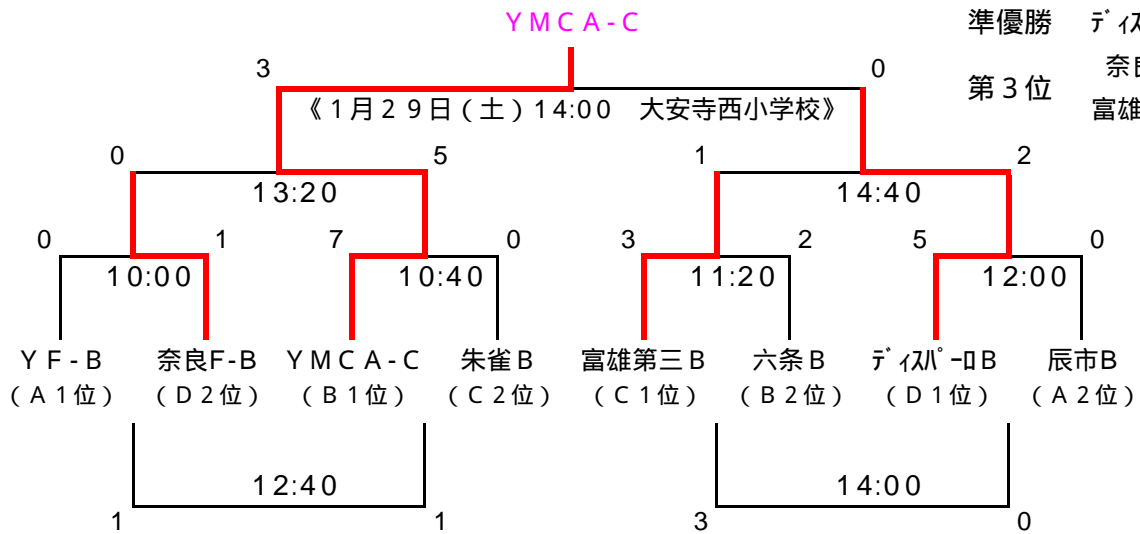 YMCA-C
準優勝 ディス
3 0
奈良
第3位
《1月29日(土)14:00 大安寺西小学校》
富雄
0 5 1 2
13:20 14:40
0 1 7 0 3 2 5 0
10:00 10:40 11:20 12:00
YF-B 奈良F-B YMCA-C 朱雀B 富雄第三B 六条B ディスパーロB 辰市B
(A1位) (D2位) (B1位) (C2位) (C1位) (B2位) (D1位) (A2位)
12:40 14:00
1 1 3 0